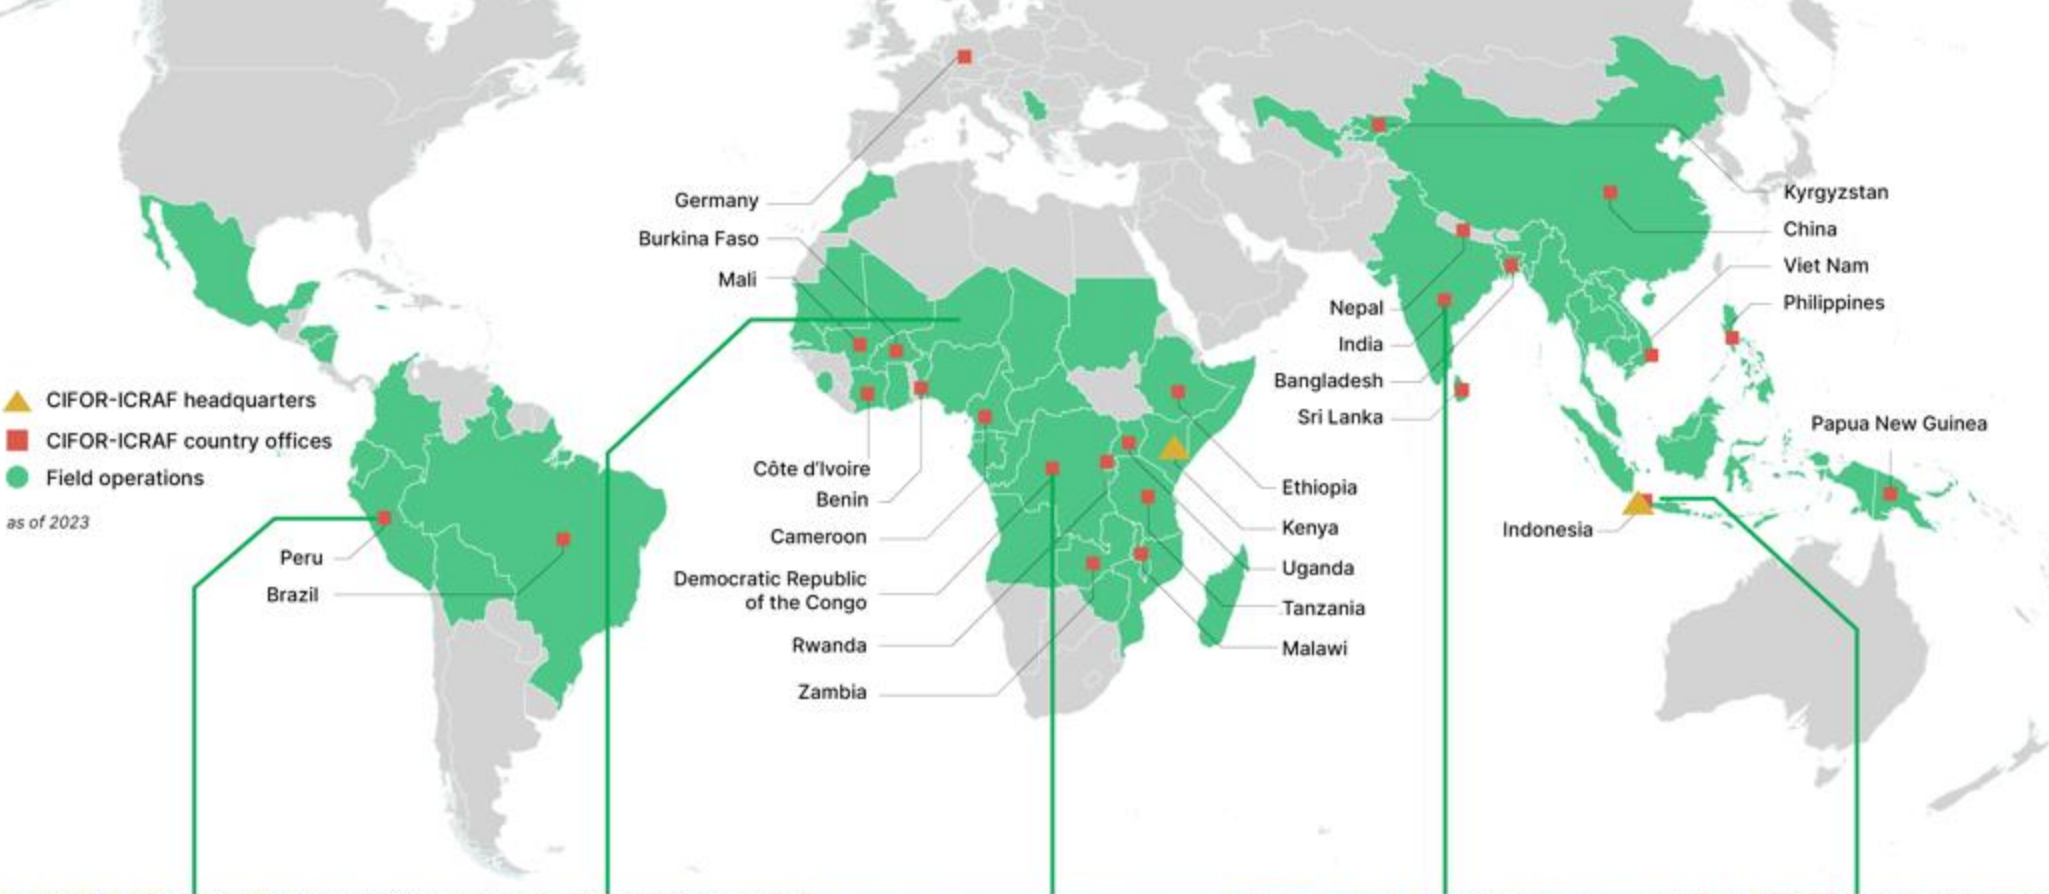 Germany
Burkina Faso
Mali
Kyrgyzstan
China
Viet Nam
Philippines
Nepal
India
Bangladesh
Sri Lanka
CIFOR-ICRAF headquarters
CIFOR-ICRAF country offices
Field operations
as of 2023
Peru
Brazil
Côte d'Ivoire
Benin
Cameroon
Democratic Republic
of the Congo
Rwanda
Zambia
Ethiopia
Kenya
Uganda
Tanzania
Malawi
Papua New Guinea
Indonesia